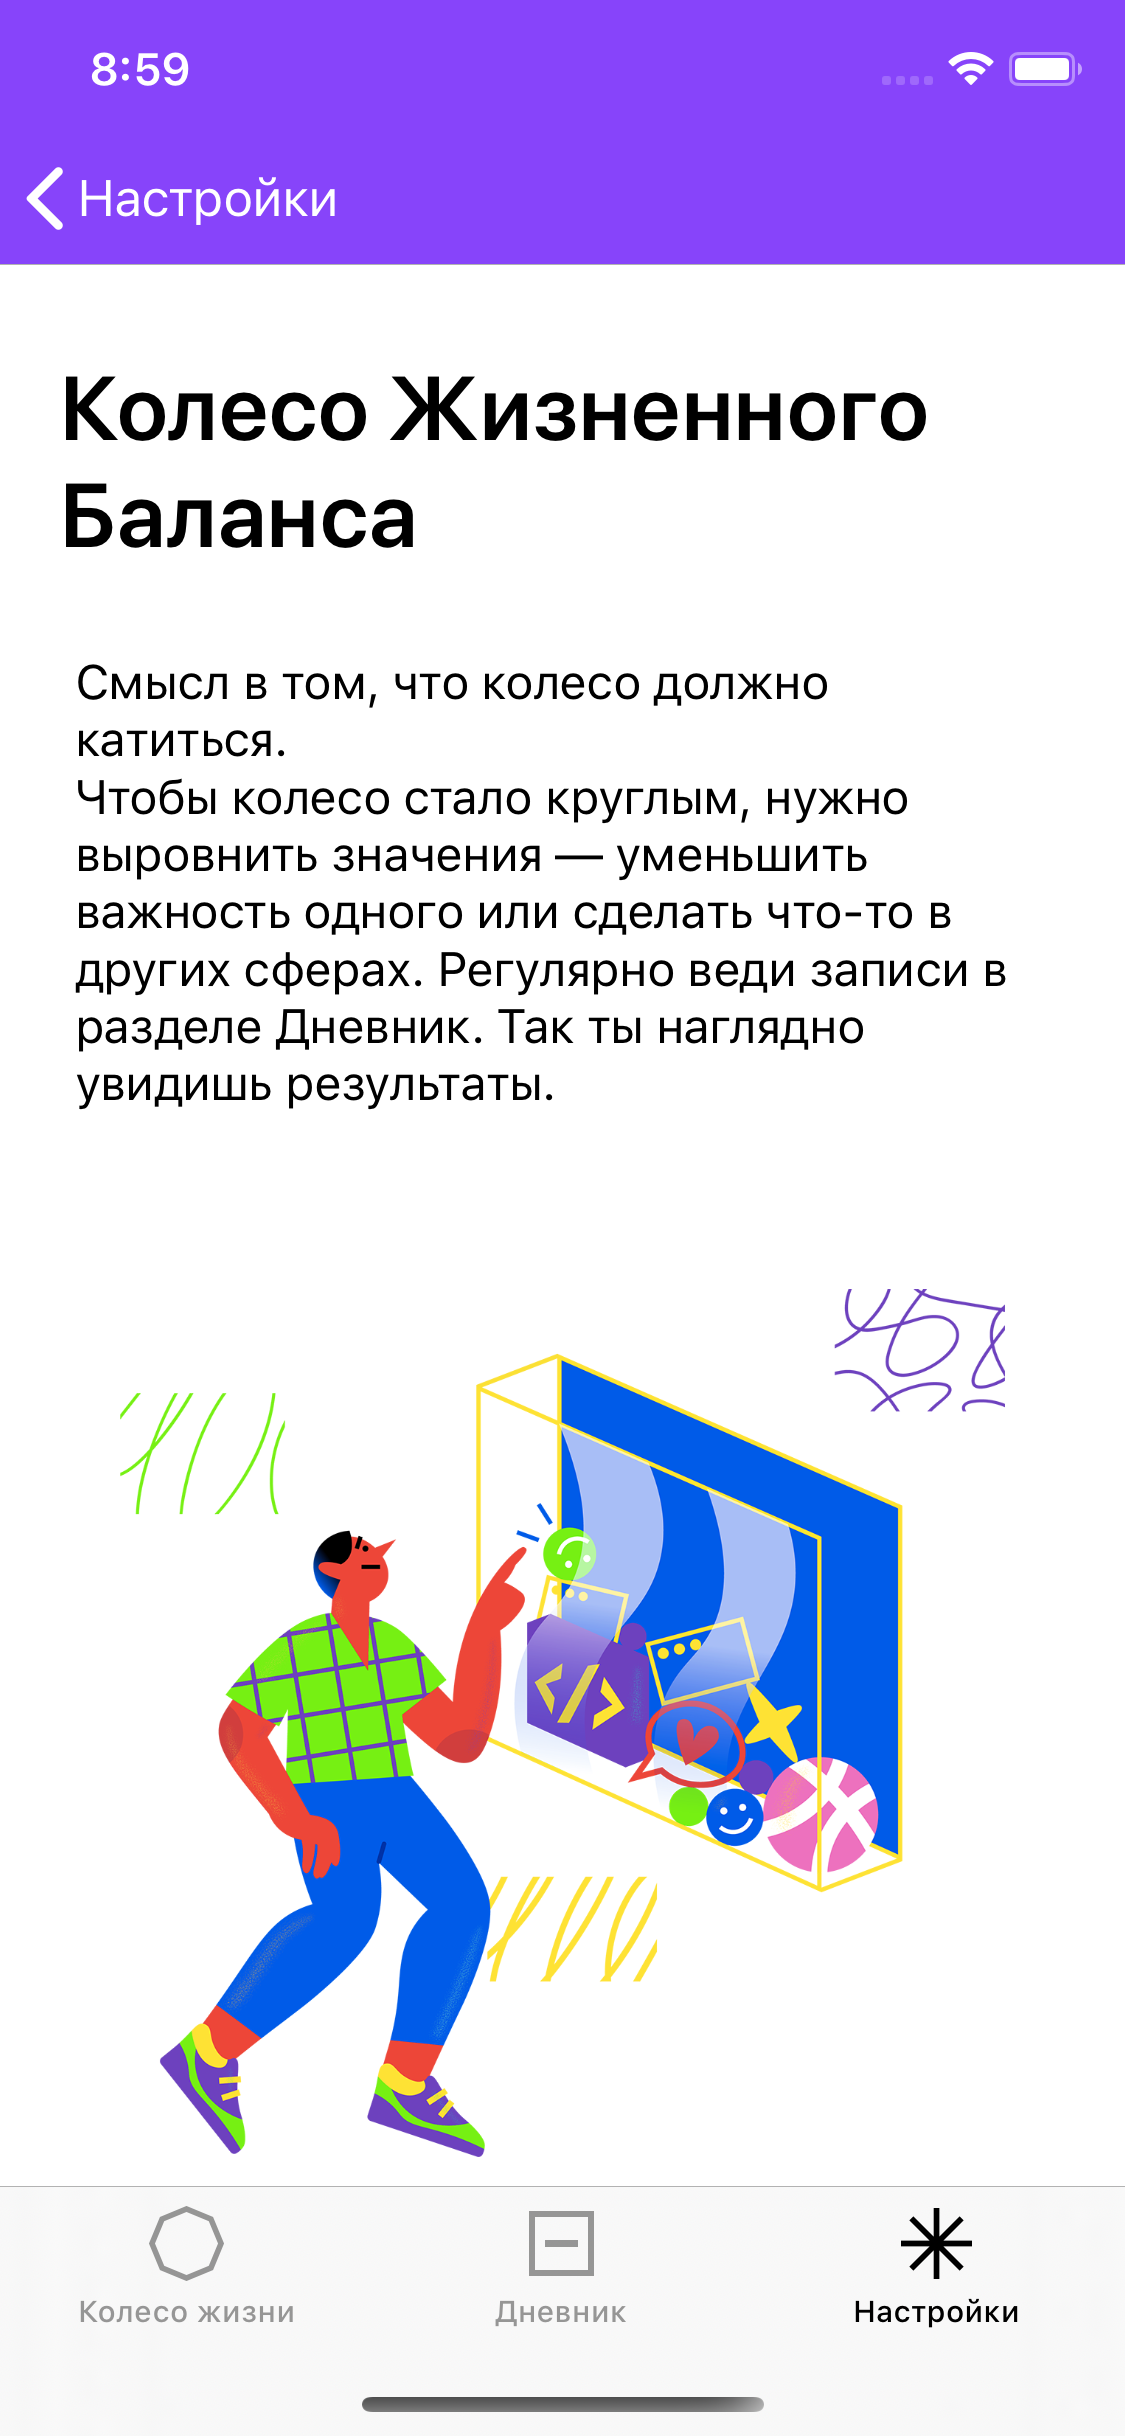 8:59
Настройки
Колесо Жизненного
Баланса
Смысл в том, что колесо должно
катиться.
Чтобы колесо стало круглым, нужно
выровнить значения — уменьшить
важность одного или сделать что-то в
других сферах. Регулярно веди записи в
разделе Дневник. Так ты наглядно
увидишь результаты.
</>
Колесо жизни
Дневник
Настройки